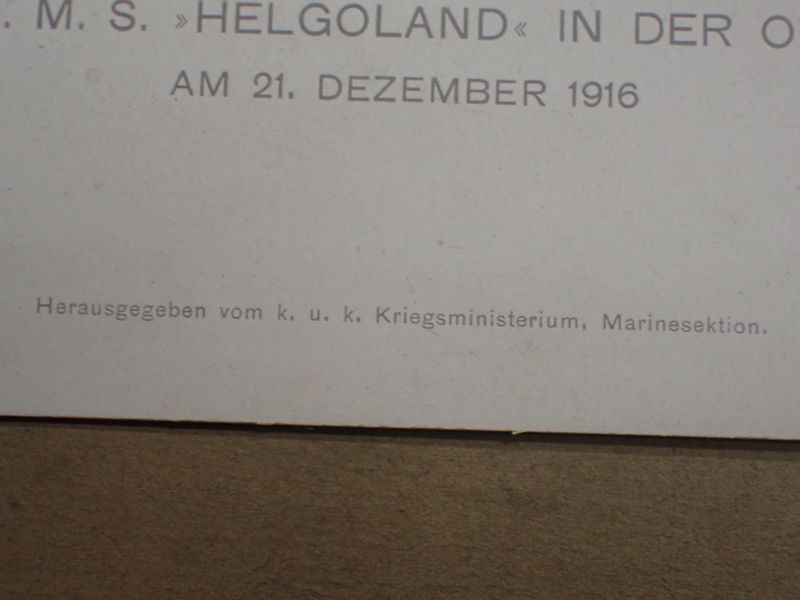 . M. S. »HELGOLAND« IN DER O
AM 21. DEZEMBER 1916
Herausgegeben vom k. u. k. Kriegsministerium, Marinesektion.